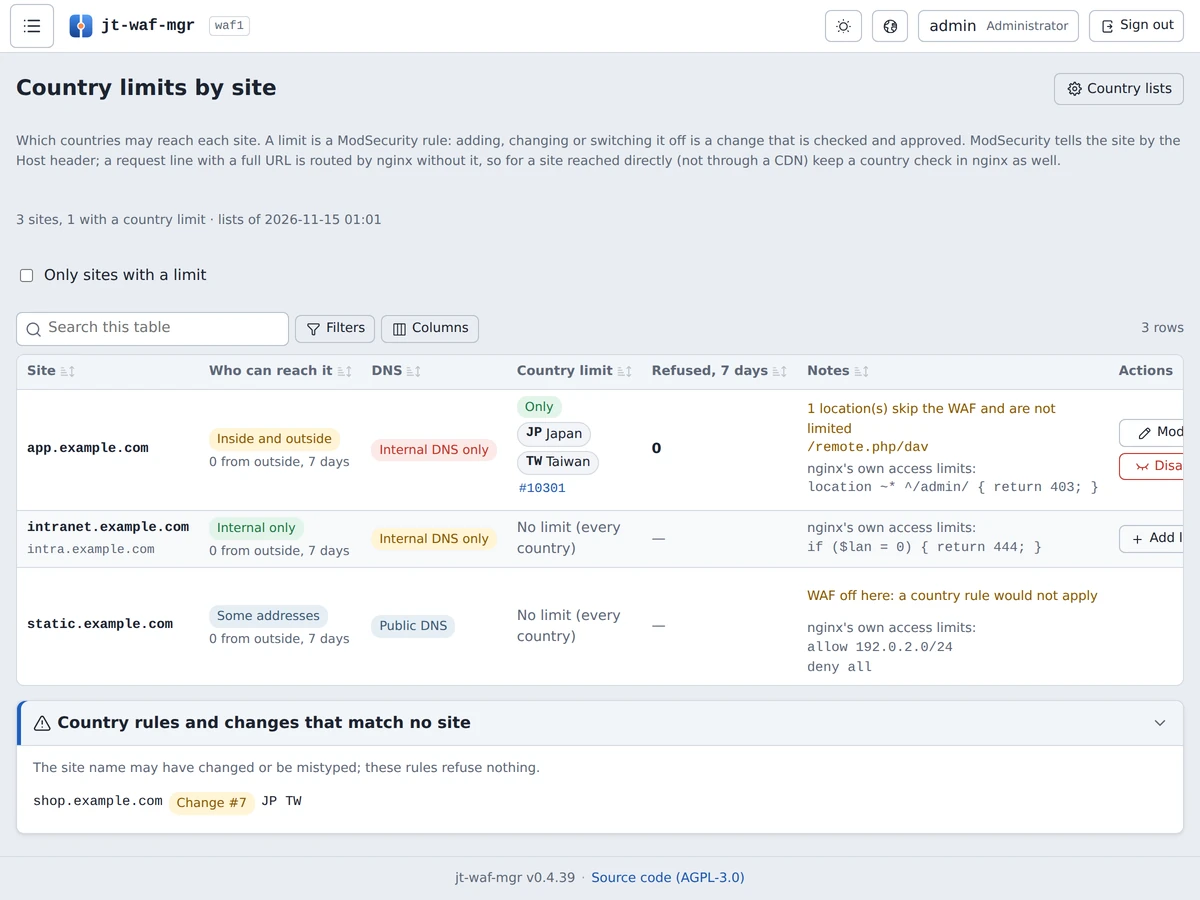 jt-waf-mgr waf1 admin Administrator Sign out
Country limits by site Country lists
Which countries may reach each site. A limit is a ModSecurity rule: adding, changing or switching it off is a change that is checked and approved. ModSecurity tells the site by the
Host header; a request line with a full URL is routed by nginx without it, so for a site reached directly (not through a CDN) keep a country check in nginx as well.
3 sites, 1 with a country limit · lists of 2026-11-15 01:01
Only sites with a limit
Search this table Filters Columns 3 rows
Site Who can reach it DNS Country limit Refused, 7 days Notes Actions
app.example.com
Inside and outside
0 from outside, 7 days
Internal DNS only
Only
JP Japan
TW Taiwan
#10301
0
1 location(s) skip the WAF and are not
limited
/remote.php/dav
nginx's own access limits:
location ~* ^/admin/ { return 403; }
Mod
Disa
intranet.example.com
intra.example.com
Internal only
0 from outside, 7 days
Internal DNS only
No limit (every
country)
—
nginx's own access limits:
if ($lan = 0) { return 444; }
Add l
static.example.com
Some addresses
0 from outside, 7 days
Public DNS
No limit (every
country)
—
WAF off here: a country rule would not apply
nginx's own access limits:
allow 192.0.2.0/24
deny all
Country rules and changes that match no site
The site name may have changed or be mistyped; these rules refuse nothing.
shop.example.com Change #7 JP TW
jt-waf-mgr v0.4.39 · Source code (AGPL-3.0)